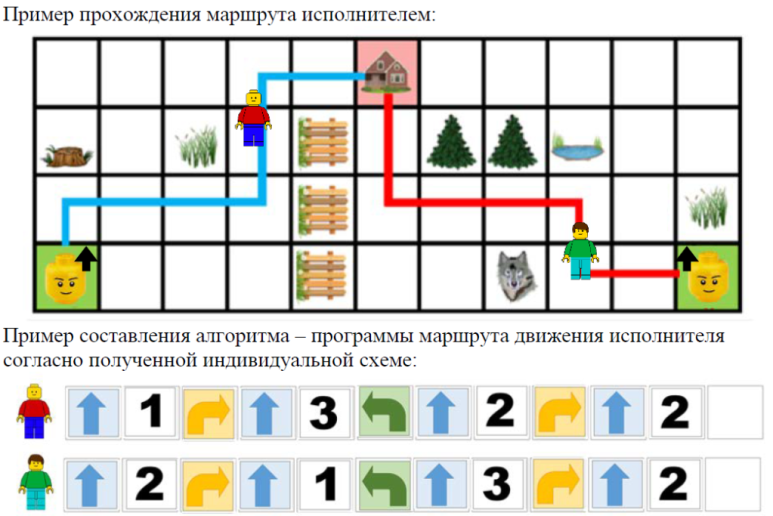 Пример прохождения маршрута исполнителем:
Пример составления алгоритма – программы маршрута движения исполнителя
согласно полученной индивидуальной схеме:
1 3 2 2
2 1 3 2